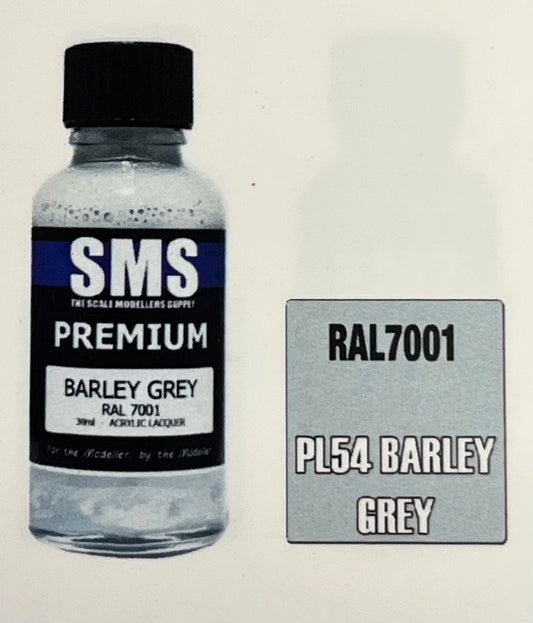 SMS
THE SCALE MODELLERS SUPPLY
PREMIUM
BARLEY GREY
RAL 7001
30ml - ACRYLIC LACQUER
For the Modeller, by the Modeller
RAL7001
PL54 BARLEY
GREY